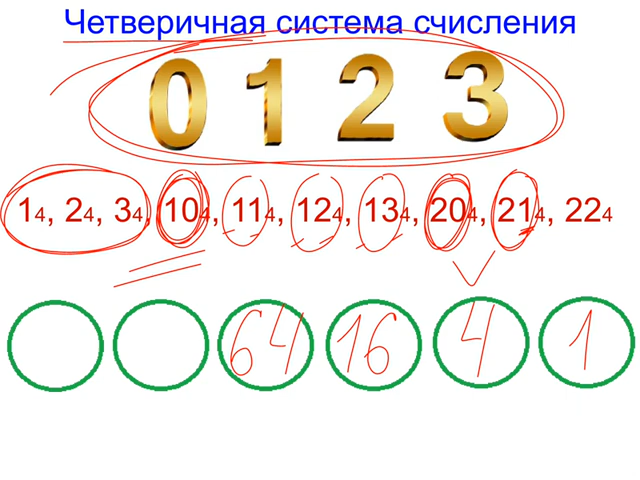 Четверичная система счисления
0 1 2 3
1₄, 2₄, 3₄, 10₄, 11₄, 12₄, 13₄, 20₄, 21₄, 22₄
64 16 4 1